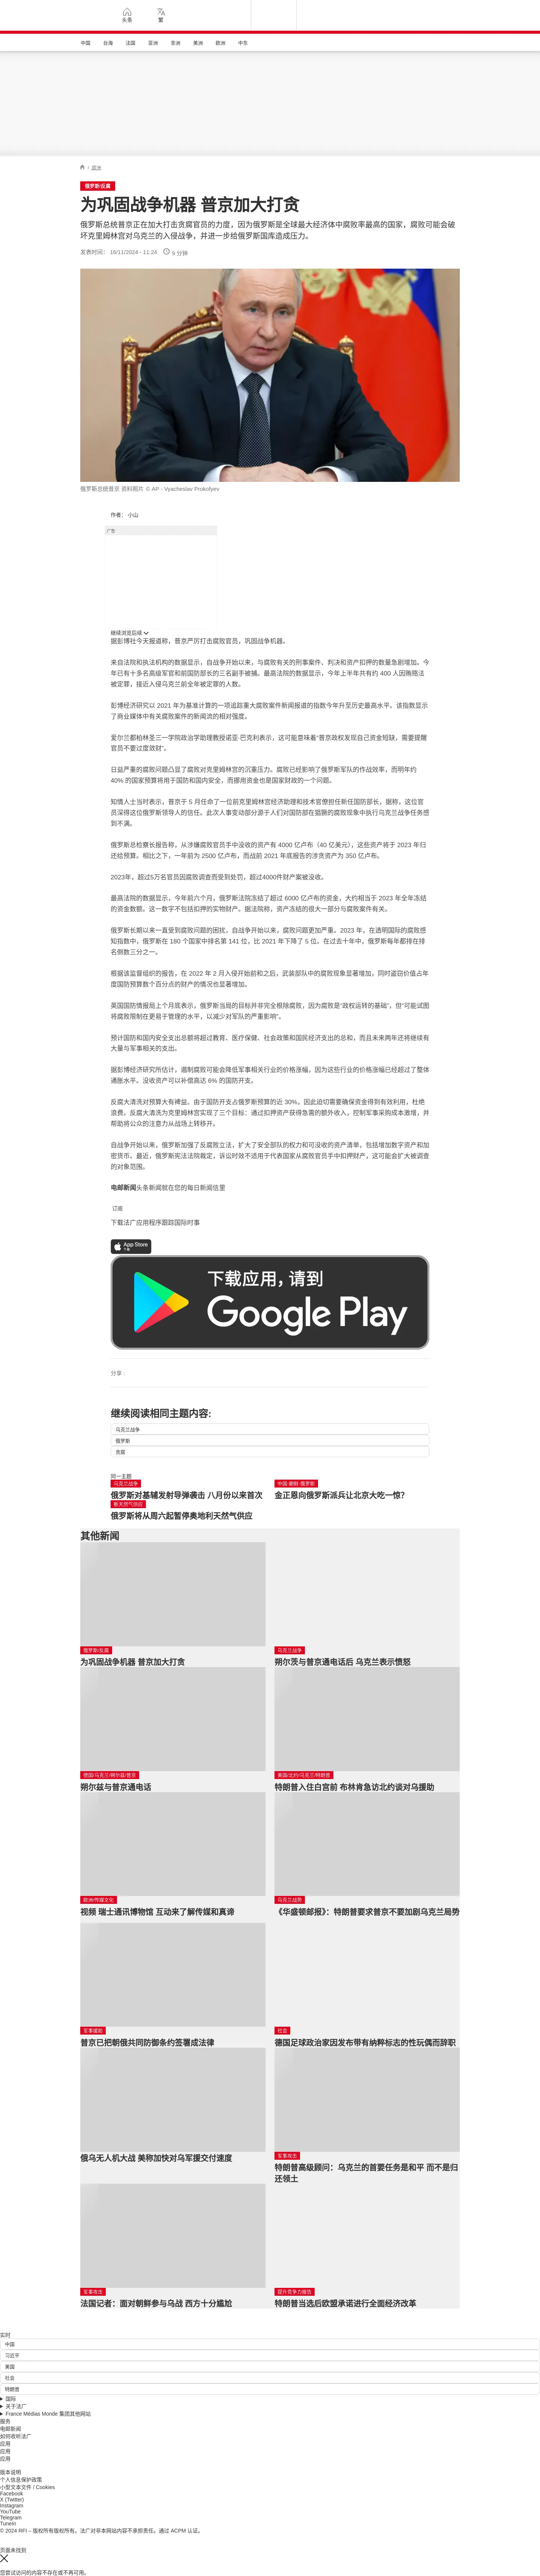 头条
繁
中国
台海
法国
亚洲
非洲
美洲
欧洲
中东
/ 欧洲
俄罗斯/反腐
为巩固战争机器 普京加大打贪
俄罗斯总统普京正在加大打击贪腐官员的力度，因为俄罗斯是全球最大经济体中腐败率最高的国家，腐败可能会破
坏克里姆林宫对乌克兰的入侵战争，并进一步给俄罗斯国库造成压力。
发表时间： 16/11/2024 - 11:24
9 分钟
俄罗斯总统普京 资料照片 © AP - Vyacheslav Prokofyev
作者： 小山
广告
继续浏览后续
据彭博社今天报道称，普京严厉打击腐败官员，巩固战争机器。
来自法院和执法机构的数据显示，自战争开始以来，与腐败有关的刑事案件、判决和资产扣押的数量急剧增加。今
年已有十多名高级军官和前国防部长的三名副手被捕。最高法院的数据显示，今年上半年共有约 400 人因贿赂法
被定罪，接近入侵乌克兰前全年被定罪的人数。
彭博经济研究以 2021 年为基准计算的一项追踪重大腐败案件新闻报道的指数今年升至历史最高水平。该指数显示
了商业媒体中有关腐败案件的新闻流的相对强度。
爱尔兰都柏林圣三一学院政治学助理教授诺亚·巴克利表示，这可能意味着“普京政权发现自己资金短缺，需要提醒
官员不要过度敛财”。
日益严重的腐败问题凸显了腐败对克里姆林宫的沉重压力。腐败已经影响了俄罗斯军队的作战效率，而明年约
40% 的国家预算将用于国防和国内安全，而挪用资金也是国家财政的一个问题。
知情人士当时表示，普京于 5 月任命了一位前克里姆林宫经济助理和技术官僚担任新任国防部长，据称，这位官
员深得这位俄罗斯领导人的信任。此次人事变动部分源于人们对国防部在猖獗的腐败现象中执行乌克兰战争任务感
到不满。
俄罗斯总检察长报告称，从涉嫌腐败官员手中没收的资产有 4000 亿卢布（40 亿美元），这些资产将于 2023 年归
还给预算。相比之下，一年前为 2500 亿卢布，而战前 2021 年底报告的涉贪资产为 350 亿卢布。
2023年，超过5万名官员因腐败调查而受到处罚，超过4000件财产案被没收。
最高法院的数据显示，今年前六个月，俄罗斯法院冻结了超过 6000 亿卢布的资金，大约相当于 2023 年全年冻结
的资金数额。这一数字不包括扣押的实物财产。据法院称，资产冻结的很大一部分与腐败案件有关。
俄罗斯长期以来一直受到腐败问题的困扰。自战争开始以来，腐败问题更加严重。2023 年，在透明国际的腐败感
知指数中，俄罗斯在 180 个国家中排名第 141 位，比 2021 年下降了 5 位。在过去十年中，俄罗斯每年都排在排
名倒数三分之一。
根据该监督组织的报告，在 2022 年 2 月入侵开始前和之后，武装部队中的腐败现象显著增加，同时盗窃价值占年
度国防预算数个百分点的财产的情况也显著增加。
英国国防情报局上个月底表示，俄罗斯当局的目标并非完全根除腐败，因为腐败是“政权运转的基础”，但“可能试图
将腐败限制在更易于管理的水平，以减少对军队的严重影响”。
预计国防和国内安全支出总额将超过教育、医疗保健、社会政策和国民经济支出的总和，而且未来两年还将继续有
大量与军事相关的支出。
据彭博经济研究所估计，遏制腐败可能会降低军事相关行业的价格涨幅，因为这些行业的价格涨幅已经超过了整体
通胀水平。没收资产可以补偿高达 6% 的国防开支。
反腐大清洗对预算大有裨益。由于国防开支占俄罗斯预算的近 30%，因此迫切需要确保资金得到有效利用，杜绝
浪费。反腐大清洗为克里姆林宫实现了三个目标：通过扣押资产获得急需的额外收入，控制军事采购成本激增，并
帮助将公众的注意力从战场上转移开。
自战争开始以来，俄罗斯加强了反腐败立法，扩大了安全部队的权力和可没收的资产清单，包括增加数字资产和加
密货币。最近，俄罗斯宪法法院裁定，诉讼时效不适用于代表国家从腐败官员手中扣押财产，这可能会扩大被调查
的对象范围。
电邮新闻头条新闻就在您的每日新闻信里
订阅
下载法广应用程序跟踪国际时事
App Store
下载应用，请到
Google Play
分享 :
继续阅读相同主题内容:
乌克兰战争
俄罗斯
贪腐
同一主题
乌克兰战争
俄罗斯对基辅发射导弹袭击 八月份以来首次
中国·朝鲜·俄罗斯
金正恩向俄罗斯派兵让北京大吃一惊？
断天然气供应
俄罗斯将从周六起暂停奥地利天然气供应
其他新闻
俄罗斯/反腐
为巩固战争机器 普京加大打贪
乌克兰战争
朔尔茨与普京通电话后 乌克兰表示愤怒
德国/乌克兰/朔尔兹/普京
朔尔兹与普京通电话
美国/北约/乌克兰/特朗普
特朗普入住白宫前 布林肯急访北约谈对乌援助
欧洲/传媒文化
视频 瑞士通讯博物馆 互动来了解传媒和真谛
乌克兰战势
《华盛顿邮报》：特朗普要求普京不要加剧乌克兰局势
军事援助
普京已把朝俄共同防御条约签署成法律
社会
德国足球政治家因发布带有纳粹标志的性玩偶而辞职
俄乌无人机大战 美称加快对乌军援交付速度
军事攻击
特朗普高级顾问：乌克兰的首要任务是和平 而不是归
还领土
军事攻击
法国记者：面对朝鲜参与乌战 西方十分尴尬
提升竞争力报告
特朗普当选后欧盟承诺进行全面经济改革
实时
中国
习近平
美国
社会
特朗普
国际
关于法广
France Médias Monde 集团其他网站
服务
电邮新闻
如何收听法广
应用
应用
应用
版本说明
个人信息保护政策
小型文本文件 / Cookies
Facebook
X (Twitter)
Instagram
YouTube
Telegram
TuneIn
© 2024 RFI – 版权所有版权所有。法广对非本网站内容不承担责任。通过 ACPM 认证。
页面未找到
您尝试访问的内容不存在或不再可用。